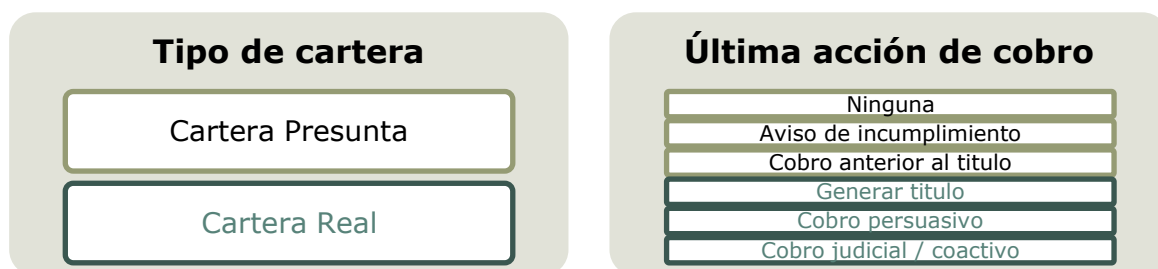 Tipo de cartera
Cartera Presunta
Cartera Real
Última acción de cobro
Ninguna
Aviso de incumplimiento
Cobro anterior al titulo
Generar titulo
Cobro persuasivo
Cobro judicial / coactivo